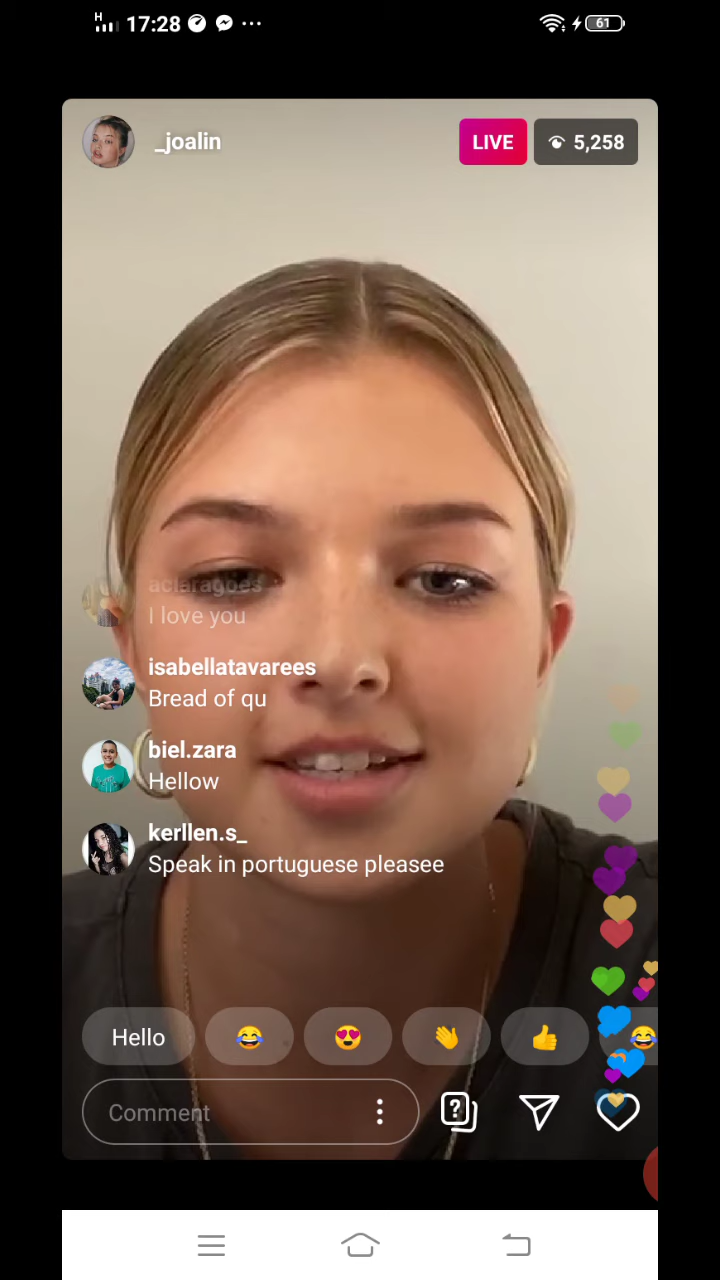 H
17:28
61
_joalin
LIVE
5,258
aclaragoes
I love you
isabellatavarees
Bread of qu
biel.zara
Hellow
kerllen.s_
Speak in portuguese pleasee
Hello
Comment
?